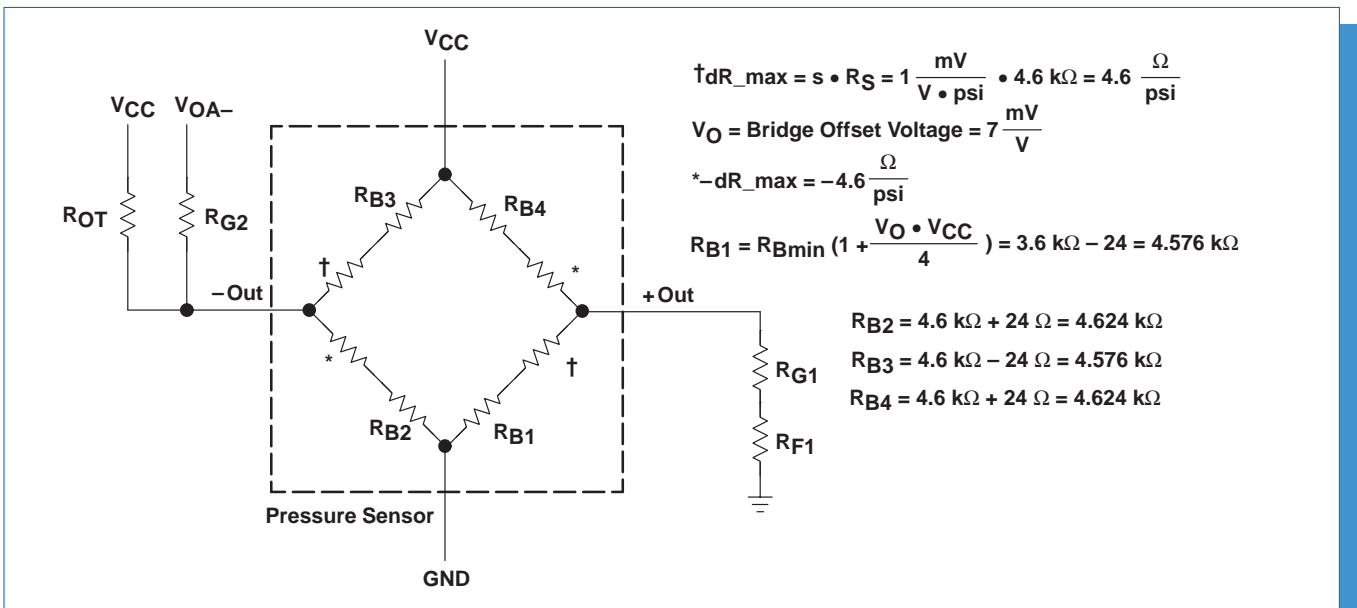 VCC
VCC VOA–
ROT
RG2
RB3
RB4
†
*
–Out
+Out
*
†
RB2
RB1
RG1
RF1
Pressure Sensor
GND
†dR_max = s • RS = 1 mV/V • psi • 4.6 kΩ = 4.6 Ω/psi
VO = Bridge Offset Voltage = 7 mV/V
*–dR_max = –4.6 Ω/psi
RB1 = RBmin (1 + VO • VCC/4 ) = 3.6 kΩ – 24 = 4.576 kΩ
RB2 = 4.6 kΩ + 24 Ω = 4.624 kΩ
RB3 = 4.6 kΩ – 24 Ω = 4.576 kΩ
RB4 = 4.6 kΩ + 24 Ω = 4.624 kΩ